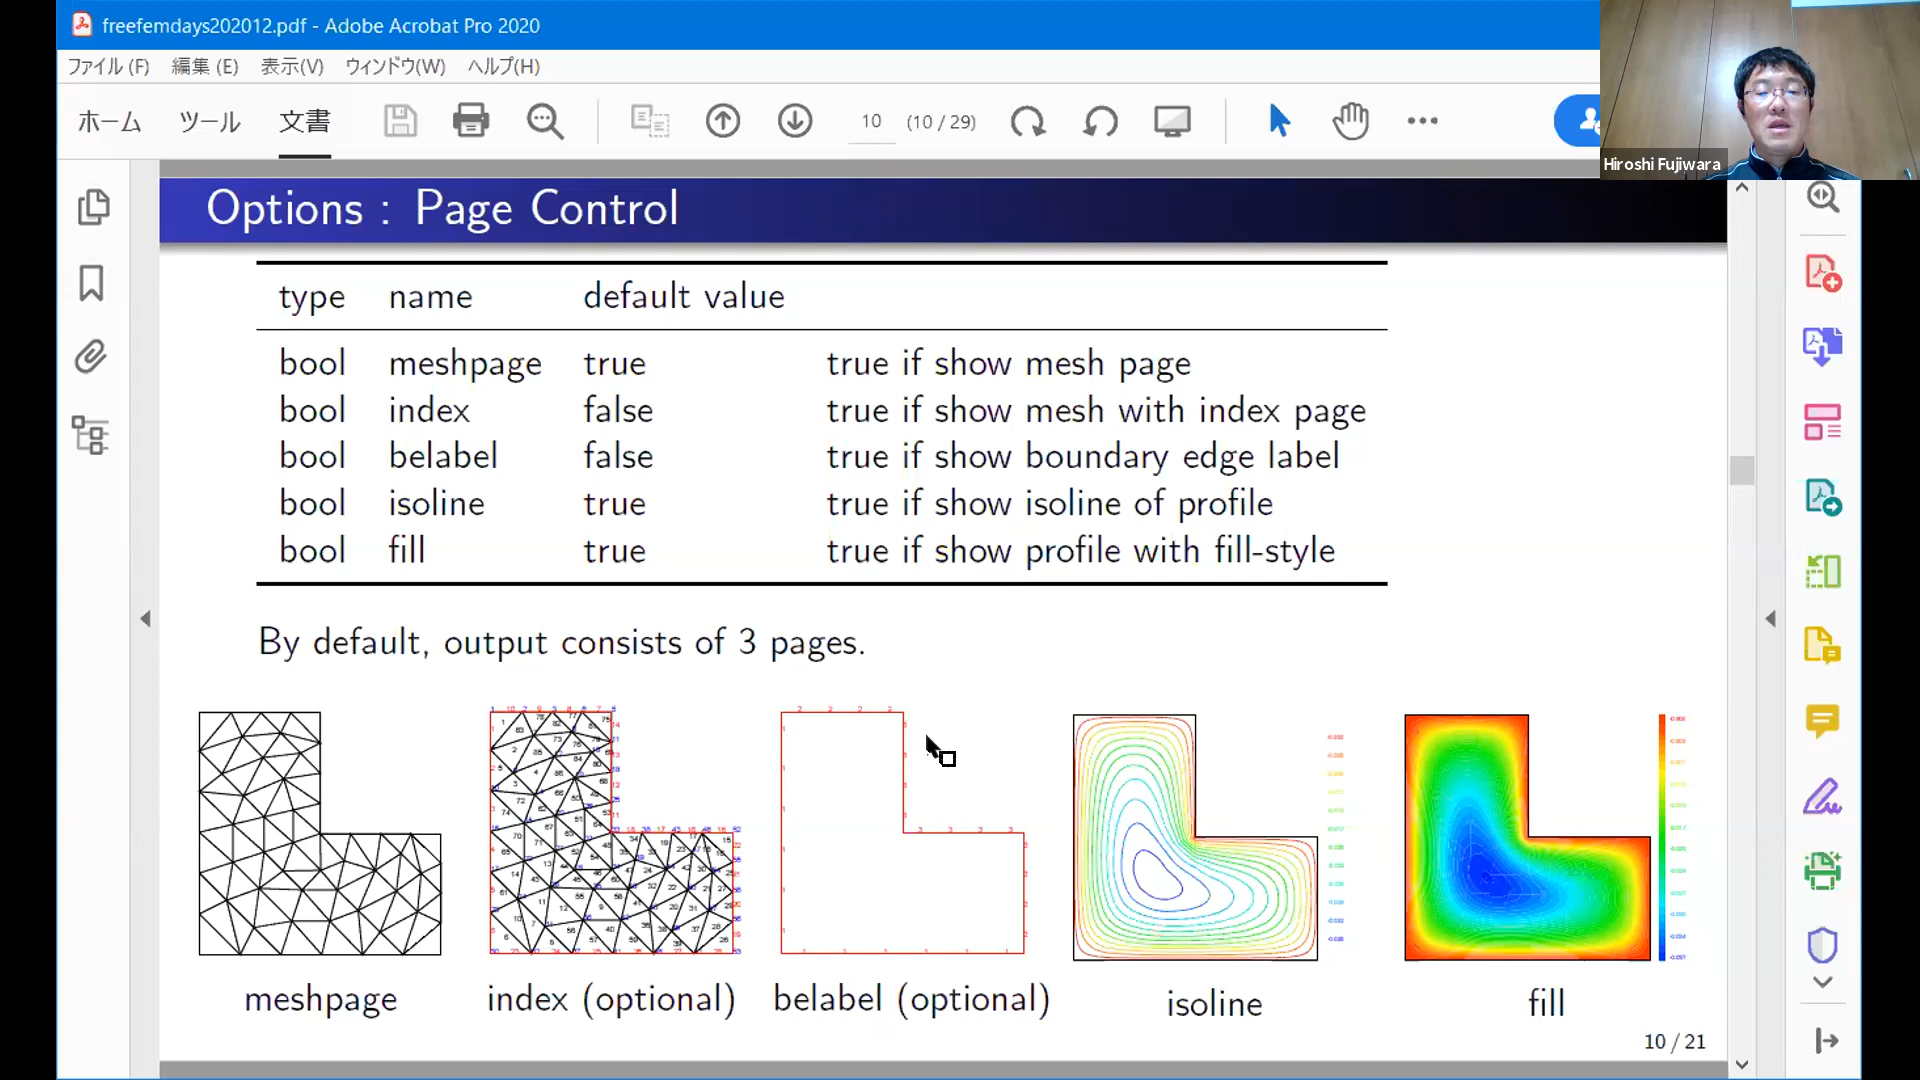 freefemdays202012.pdf - Adobe Acrobat Pro 2020
ファイル (F) 編集 (E) 表示(V) ウィンドウ(W) ヘルプ(H)
ホーム ツール 文書 10 (10 / 29)
Hiroshi Fujiwara
Options : Page Control
type name default value
bool meshpage true true if show mesh page
bool index false true if show mesh with index page
bool belabel false true if show boundary edge label
bool isoline true true if show isoline of profile
bool fill true true if show profile with fill-style
By default, output consists of 3 pages.
meshpage index (optional) belabel (optional) isoline fill
10 / 21